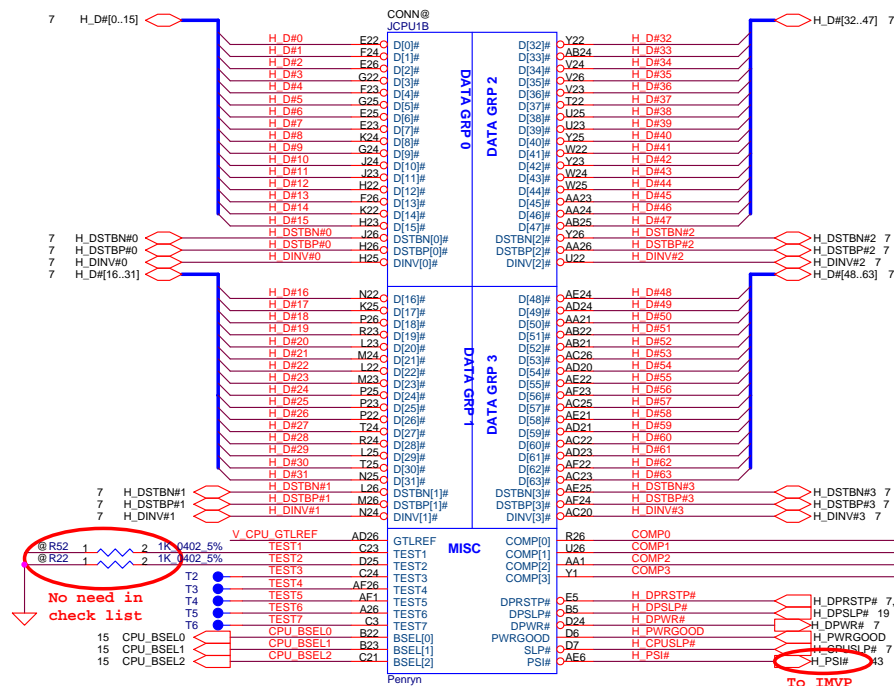 CONN@
JCPU1B
7 H_D#[0..15] H_D#[32..47] 7
H_D#0 E22 D[0]# D[32]# Y22 H_D#32
H_D#1 F24 D[1]# D[33]# AB24 H_D#33
H_D#2 E26 D[2]# D[34]# V24 H_D#34
H_D#3 G22 D[3]# D[35]# V26 H_D#35
H_D#4 F23 D[4]# D[36]# V23 H_D#36
H_D#5 G25 D[5]# D[37]# T22 H_D#37
H_D#6 E25 D[6]# D[38]# U25 H_D#38
H_D#7 E23 D[7]# D[39]# U23 H_D#39
H_D#8 K24 D[8]# D[40]# Y25 H_D#40
H_D#9 G24 D[9]# D[41]# W22 H_D#41
H_D#10 J24 D[10]# D[42]# Y23 H_D#42
H_D#11 J23 D[11]# D[43]# W24 H_D#43
H_D#12 H22 D[12]# D[44]# W25 H_D#44
H_D#13 F26 D[13]# D[45]# AA23 H_D#45
H_D#14 K22 D[14]# D[46]# AA24 H_D#46
H_D#15 H23 D[15]# D[47]# AB25 H_D#47
DATA GRP 0
DATA GRP 2
7 H_DSTBN#0 H_DSTBN#0 J26 DSTBN[0]# DSTBN[2]# Y26 H_DSTBN#2 H_DSTBN#2 7
7 H_DSTBP#0 H_DSTBP#0 H26 DSTBP[0]# DSTBP[2]# AA26 H_DSTBP#2 H_DSTBP#2 7
7 H_DINV#0 H_DINV#0 H25 DINV[0]# DINV[2]# U22 H_DINV#2 H_DINV#2 7
7 H_D#[16..31] H_D#[48..63] 7
H_D#16 N22 D[16]# D[48]# AE24 H_D#48
H_D#17 K25 D[17]# D[49]# AD24 H_D#49
H_D#18 P26 D[18]# D[50]# AA21 H_D#50
H_D#19 R23 D[19]# D[51]# AB22 H_D#51
H_D#20 L23 D[20]# D[52]# AB21 H_D#52
H_D#21 M24 D[21]# D[53]# AC26 H_D#53
H_D#22 L22 D[22]# D[54]# AD20 H_D#54
H_D#23 M23 D[23]# D[55]# AE22 H_D#55
H_D#24 P25 D[24]# D[56]# AF23 H_D#56
H_D#25 P23 D[25]# D[57]# AC25 H_D#57
H_D#26 P22 D[26]# D[58]# AE21 H_D#58
H_D#27 T24 D[27]# D[59]# AD21 H_D#59
H_D#28 R24 D[28]# D[60]# AC22 H_D#60
H_D#29 L25 D[29]# D[61]# AD23 H_D#61
H_D#30 T25 D[30]# D[62]# AF22 H_D#62
H_D#31 N25 D[31]# D[63]# AC23 H_D#63
DATA GRP 1
DATA GRP 3
7 H_DSTBN#1 H_DSTBN#1 L26 DSTBN[1]# DSTBN[3]# AE25 H_DSTBN#3 H_DSTBN#3 7
7 H_DSTBP#1 H_DSTBP#1 M26 DSTBP[1]# DSTBP[3]# AF24 H_DSTBP#3 H_DSTBP#3 7
7 H_DINV#1 H_DINV#1 N24 DINV[1]# DINV[3]# AC20 H_DINV#3 H_DINV#3 7
V_CPU_GTLREF AD26 GTLREF MISC COMP[0] R26 COMP0
@ R52 1 2 1K_0402_5% TEST1 C23 TEST1 COMP[1] U26 COMP1
@ R22 1 2 1K_0402_5% TEST2 D25 TEST2 COMP[2] AA1 COMP2
T2 TEST3 C24 TEST3 COMP[3] Y1 COMP3
T3 TEST4 AF26 TEST4
T4 TEST5 AF1 TEST5 DPRSTP# E5 H_DPRSTP# H_DPRSTP# 7,
T5 TEST6 A26 TEST6 DPSLP# B5 H_DPSLP# H_DPSLP# 19
T6 TEST7 C3 TEST7 DPWR# D24 H_DPWR# H_DPWR# 7
No need in
check list
15 CPU_BSEL0 CPU_BSEL0 B22 BSEL[0] PWRGOOD D6 H_PWRGOOD H_PWRGOOD
15 CPU_BSEL1 CPU_BSEL1 B23 BSEL[1] SLP# D7 H_CPUSLP# H_CPUSLP# 7
15 CPU_BSEL2 CPU_BSEL2 C21 BSEL[2] PSI# AE6 H_PSI# H_PSI# 43
Penryn
To IMVP